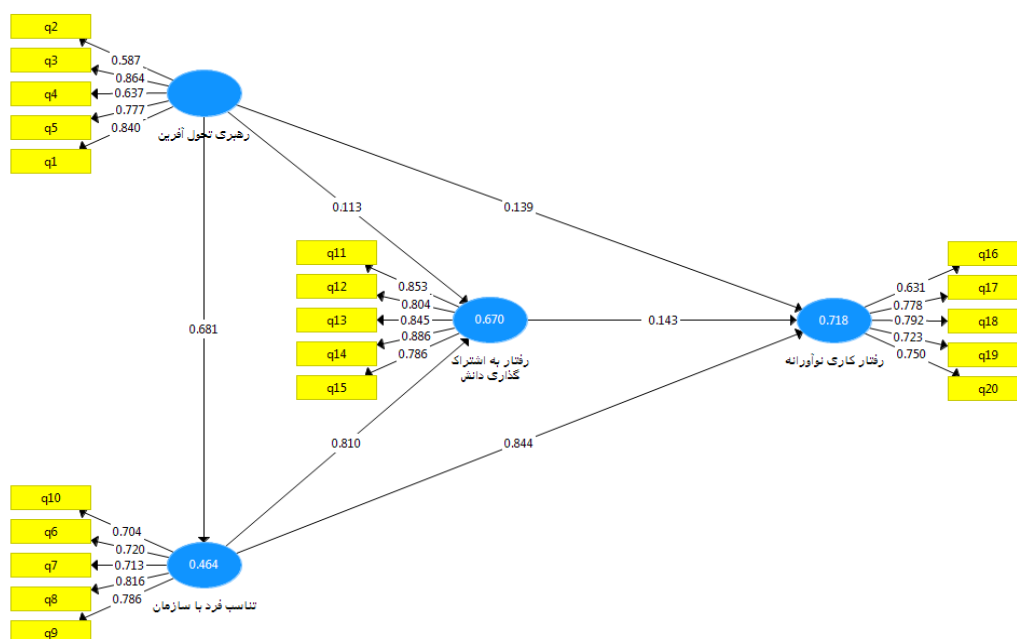 q2
q3
q4
q5
q1
0.587
0.864
0.637
0.777
0.840
رهبری تحول آفرین
0.113
0.139
0.681
q11
q12
q13
q14
q15
0.853
0.804
0.845
0.886
0.786
0.670
رفتار به اشتراک
گذاری دانش
0.143
0.718
رفتار کاری نوآورانه
0.631
0.778
0.792
0.723
0.750
q16
q17
q18
q19
q20
0.810
0.844
q10
q6
q7
q8
q9
0.704
0.720
0.713
0.816
0.786
0.464
تناسب فرد با سازمان